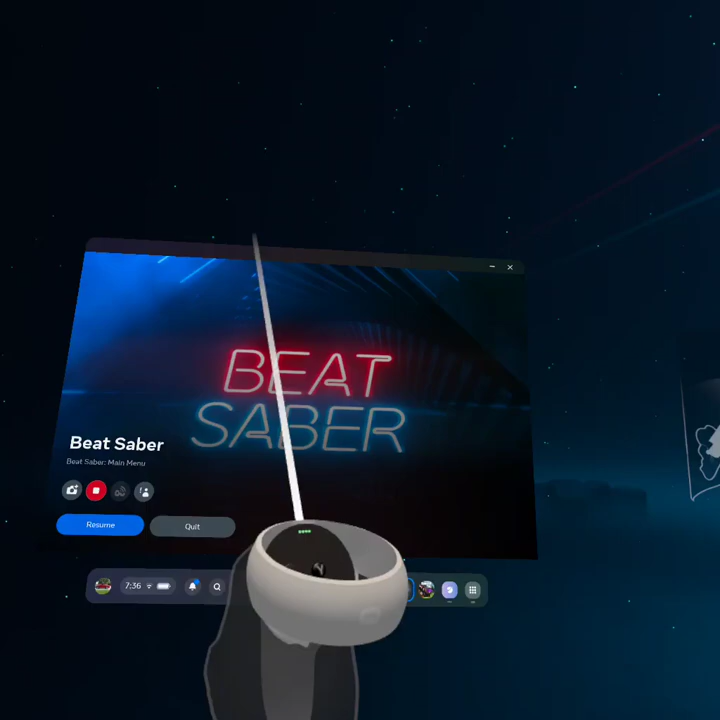 BEAT
SABER
Beat Saber
Beat Saber: Main Menu
Resume
Quit
7:36